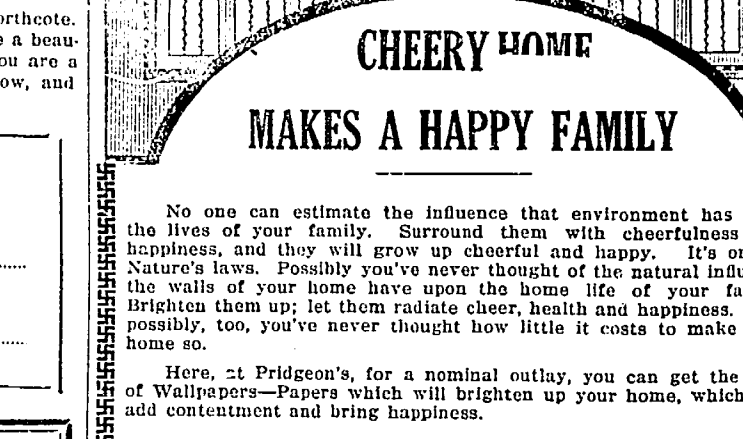 orthcote.
e a beau-
ou are a
ow, and
CHEERY HOME
MAKES A HAPPY FAMILY
No one can estimate the influence that environment has
the lives of your family. Surround them with cheerfulness
happiness, and they will grow up cheerful and happy. It's or
Nature's laws. Possibly you've never thought of the natural influ
the walls of your home have upon the home life of your fa
Brighten them up; let them radiate cheer, health and happiness.
possibly, too, you've never thought how little it costs to make
home so.
Here, at Pridgeon's, for a nominal outlay, you can get the
of Wallpapers—Papers which will brighten up your home, which
add contentment and bring happiness.